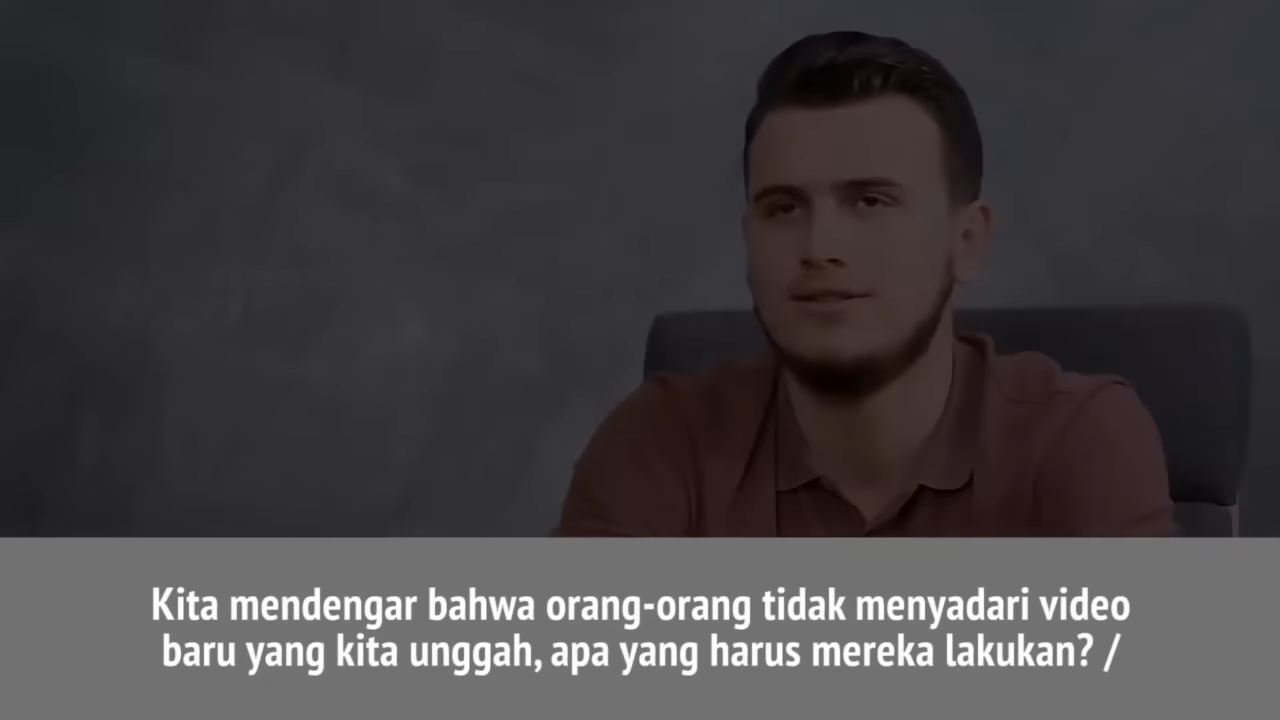 Kita mendengar bahwa orang-orang tidak menyadari video
baru yang kita unggah, apa yang harus mereka lakukan? /